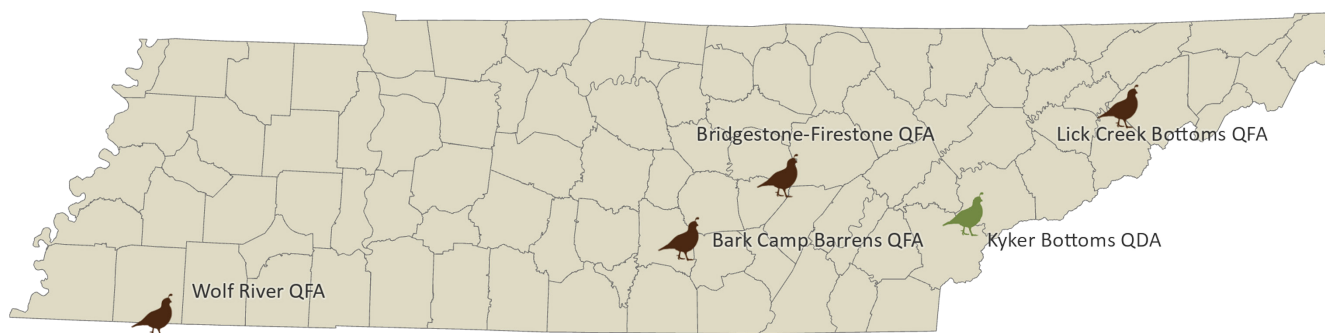 Bridgestone-Firestone QFA
Lick Creek Bottoms QFA
Bark Camp Barrens QFA
Kyker Bottoms QDA
Wolf River QFA